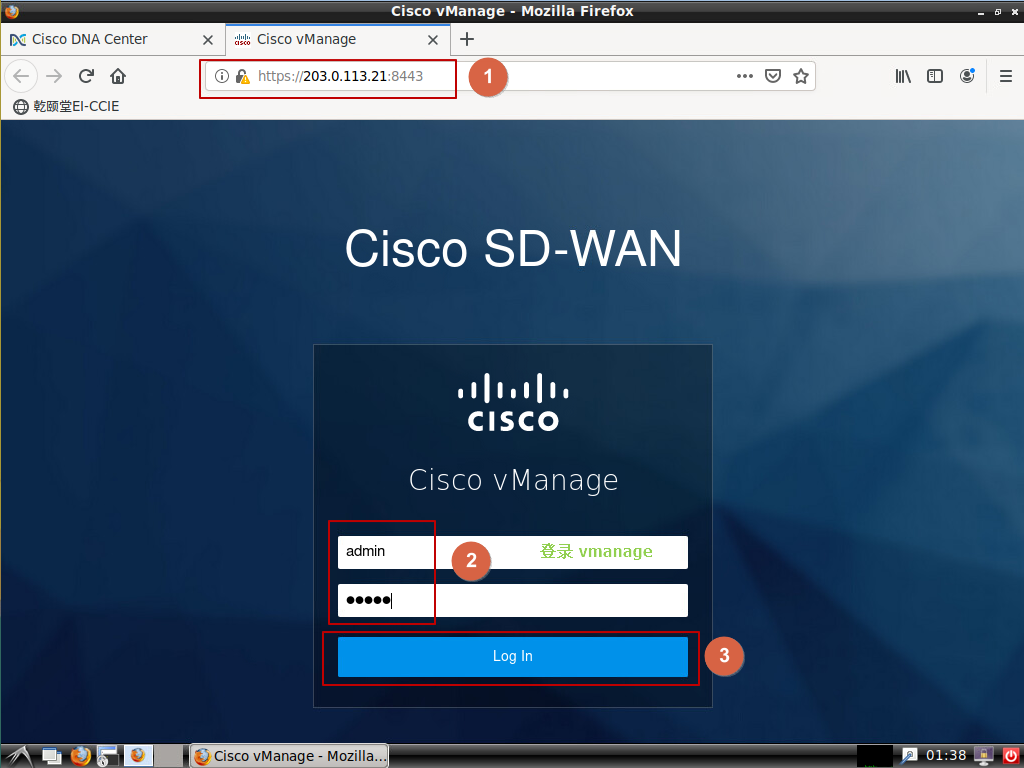 Cisco vManage - Mozilla Firefox
Cisco DNA Center
Cisco vManage
https://203.0.113.21:8443
1
乾颐堂EI-CCIE
Cisco SD-WAN
CISCO
Cisco vManage
admin
2
登录 vmanage
●●●●●
Log In
3
Cisco vManage - Mozilla...
01:38